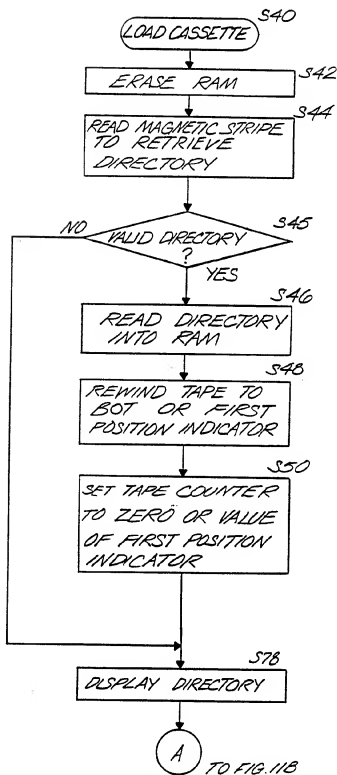 S40
LOAD CASSETTE
S42
ERASE RAM
S44
READ MAGNETIC STRIPE
TO RETRIEVE
DIRECTORY
S45
NO
VALID DIRECTORY
?
YES
S46
READ DIRECTORY
INTO RAM
S48
REWIND TAPE TO
BOT OR FIRST
POSITION INDICATOR
S50
SET TAPE COUNTER
TO ZERO OR VALUE
OF FIRST POSITION
INDICATOR
S78
DISPLAY DIRECTORY
A
TO FIG.11B